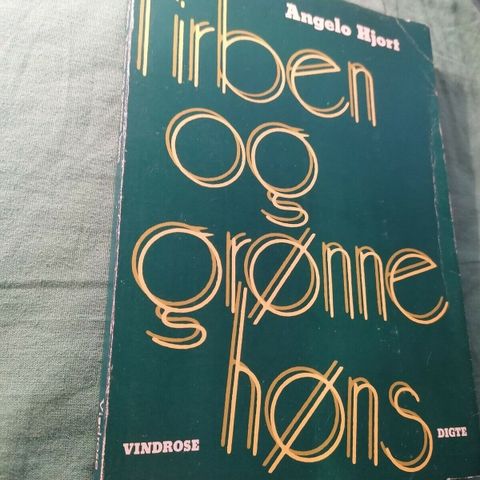 Angelo Hjort
Firben
og
grønne
høns
VINDROSE
DIGTE